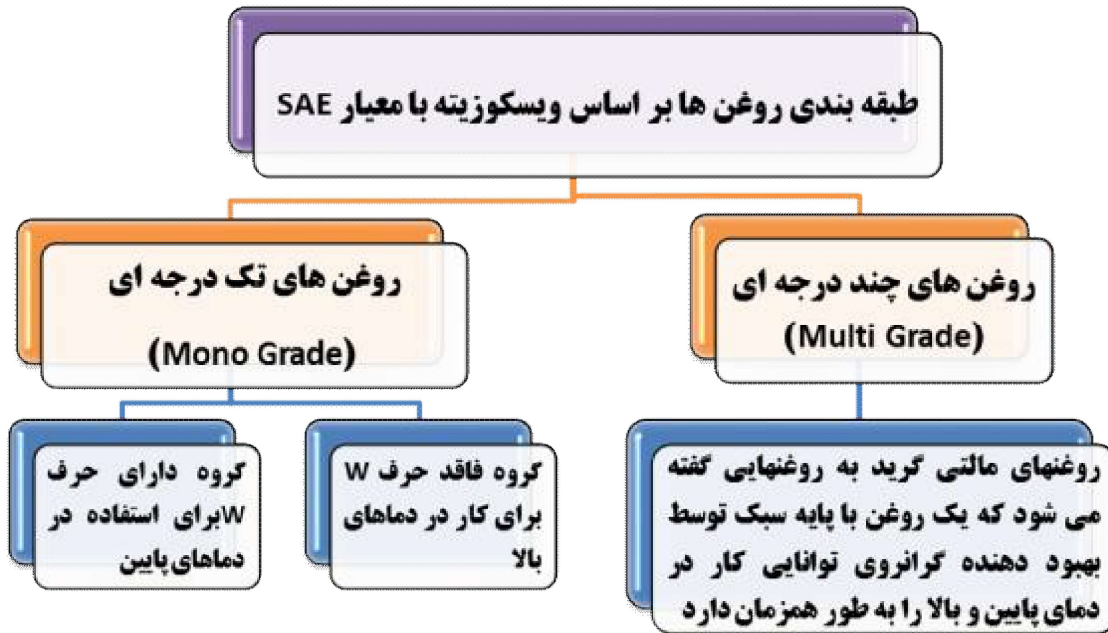 طبقه بندی روغن ها بر اساس ویسکوزیته با معیار SAE
روغن های چند درجه ای
(Multi Grade)
روغن های تک درجه ای
(Mono Grade)
روغنهای مالتی گرید به روغنهایی گفته
می شود که یک روغن با پایه سبک توسط
بهبود دهنده گرانروی توانایی کار در
دمای پایین و بالا را به طور همزمان دارد
گروه فاقد حرف W
برای کار در دماهای
بالا
گروه دارای حرف
Wبرای استفاده در
دماهای پایین